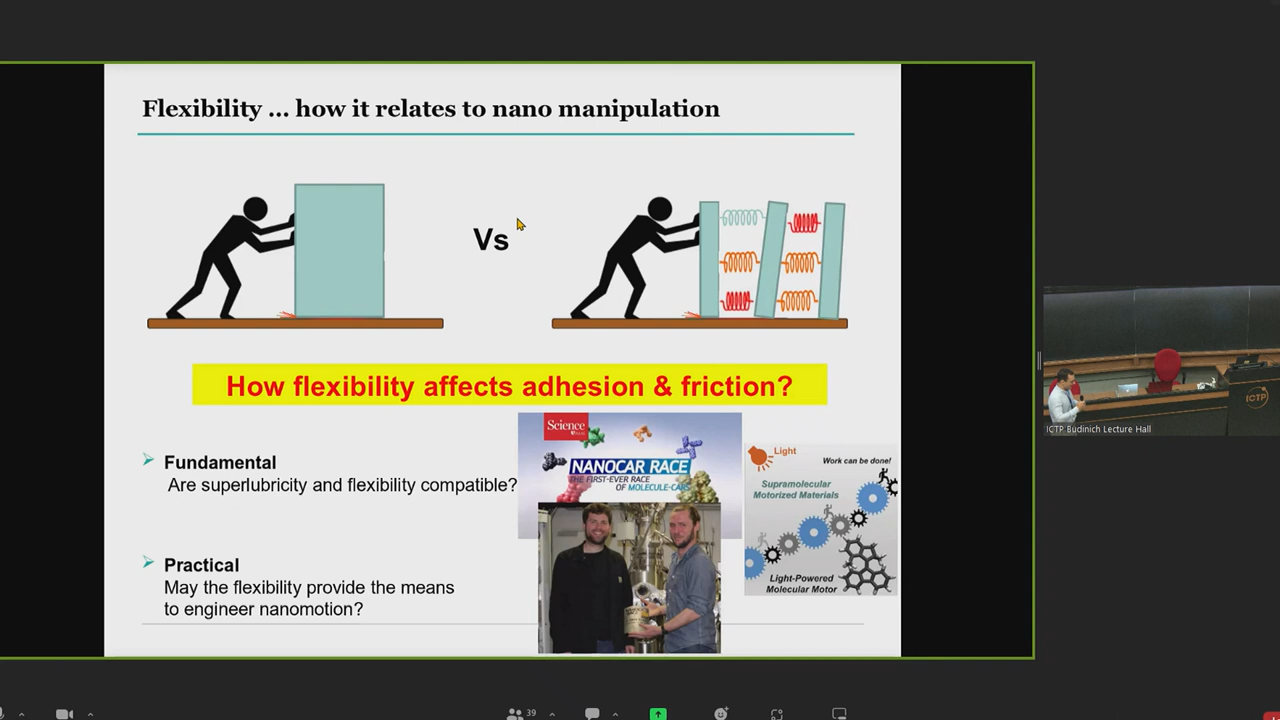 Flexibility ... how it relates to nano manipulation
Vs
How flexibility affects adhesion & friction?
Fundamental
Are superlubricity and flexibility compatible?
Practical
May the flexibility provide the means
to engineer nanomotion?
Science
NANOCAR RACE
THE FIRST-EVER RACE
OF MOLECULE-CARS
Light
Work can be done!
Supramolecular
Motorized Materials
Light-Powered
Molecular Motor
ICTP
ICTP Budinich Lecture Hall
39